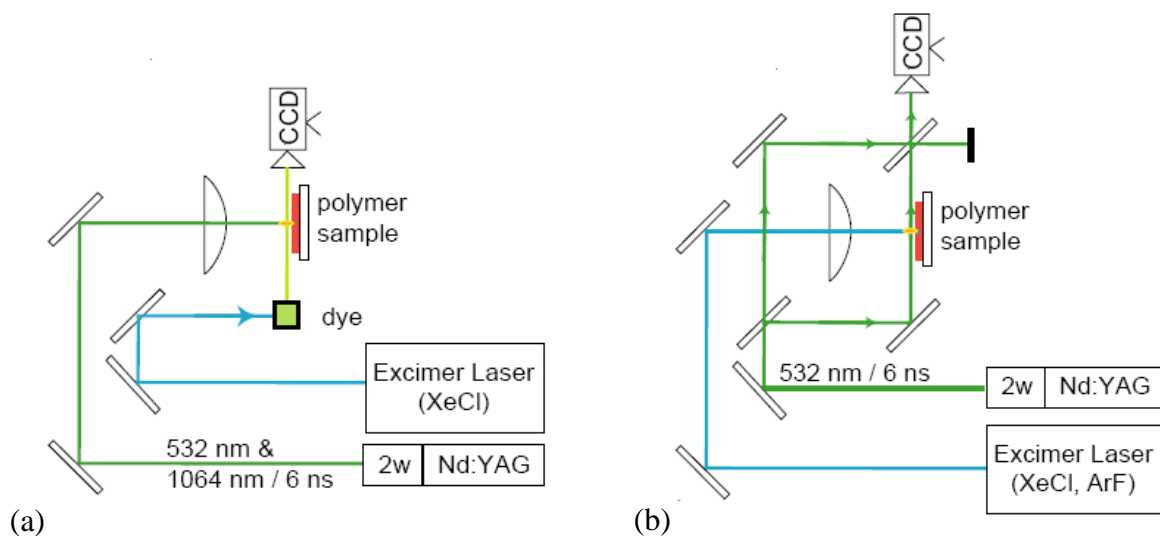 CCD
polymer
sample
dye
Excimer Laser
(XeCl)
532 nm &
1064 nm / 6 ns
2w
Nd:YAG
(a)
CCD
polymer
sample
532 nm / 6 ns
2w
Nd:YAG
Excimer Laser
(XeCl, ArF)
(b)